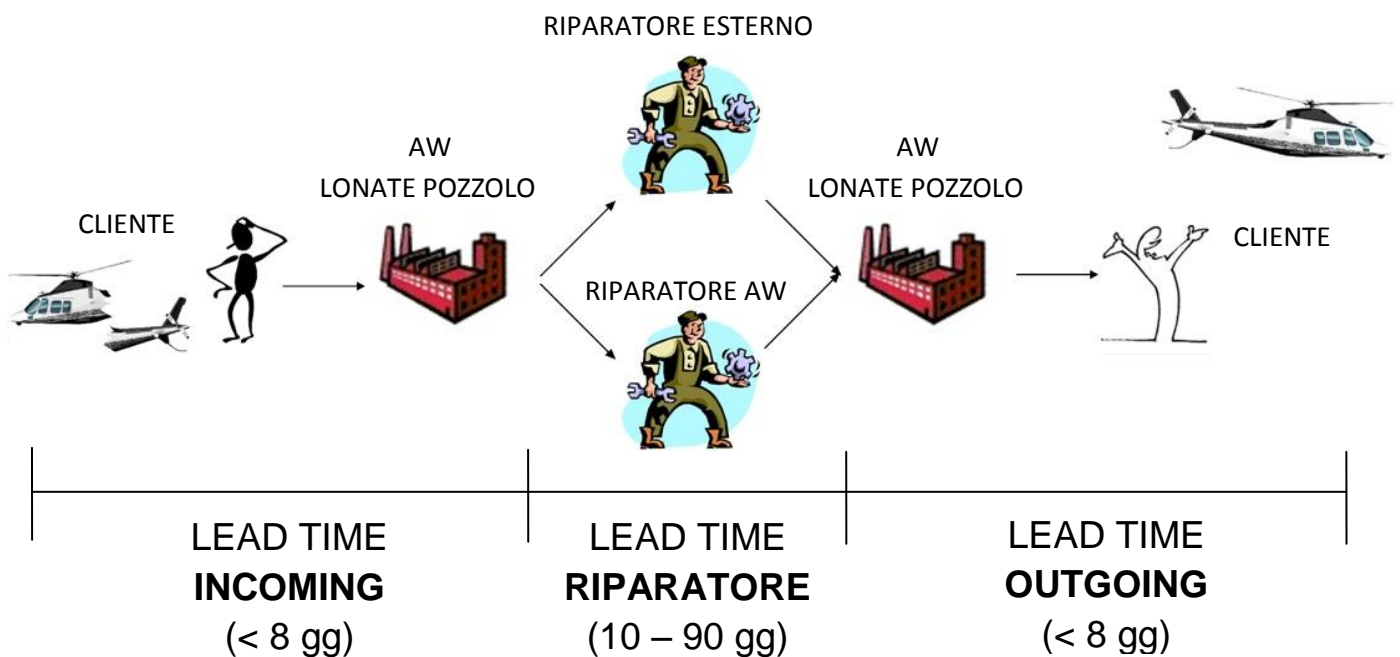 RIPARATORE ESTERNO
AW
LONATE POZZOLO
AW
LONATE POZZOLO
CLIENTE
CLIENTE
RIPARATORE AW
LEAD TIME
INCOMING
(< 8 gg)
LEAD TIME
RIPARATORE
(10 – 90 gg)
LEAD TIME
OUTGOING
(< 8 gg)